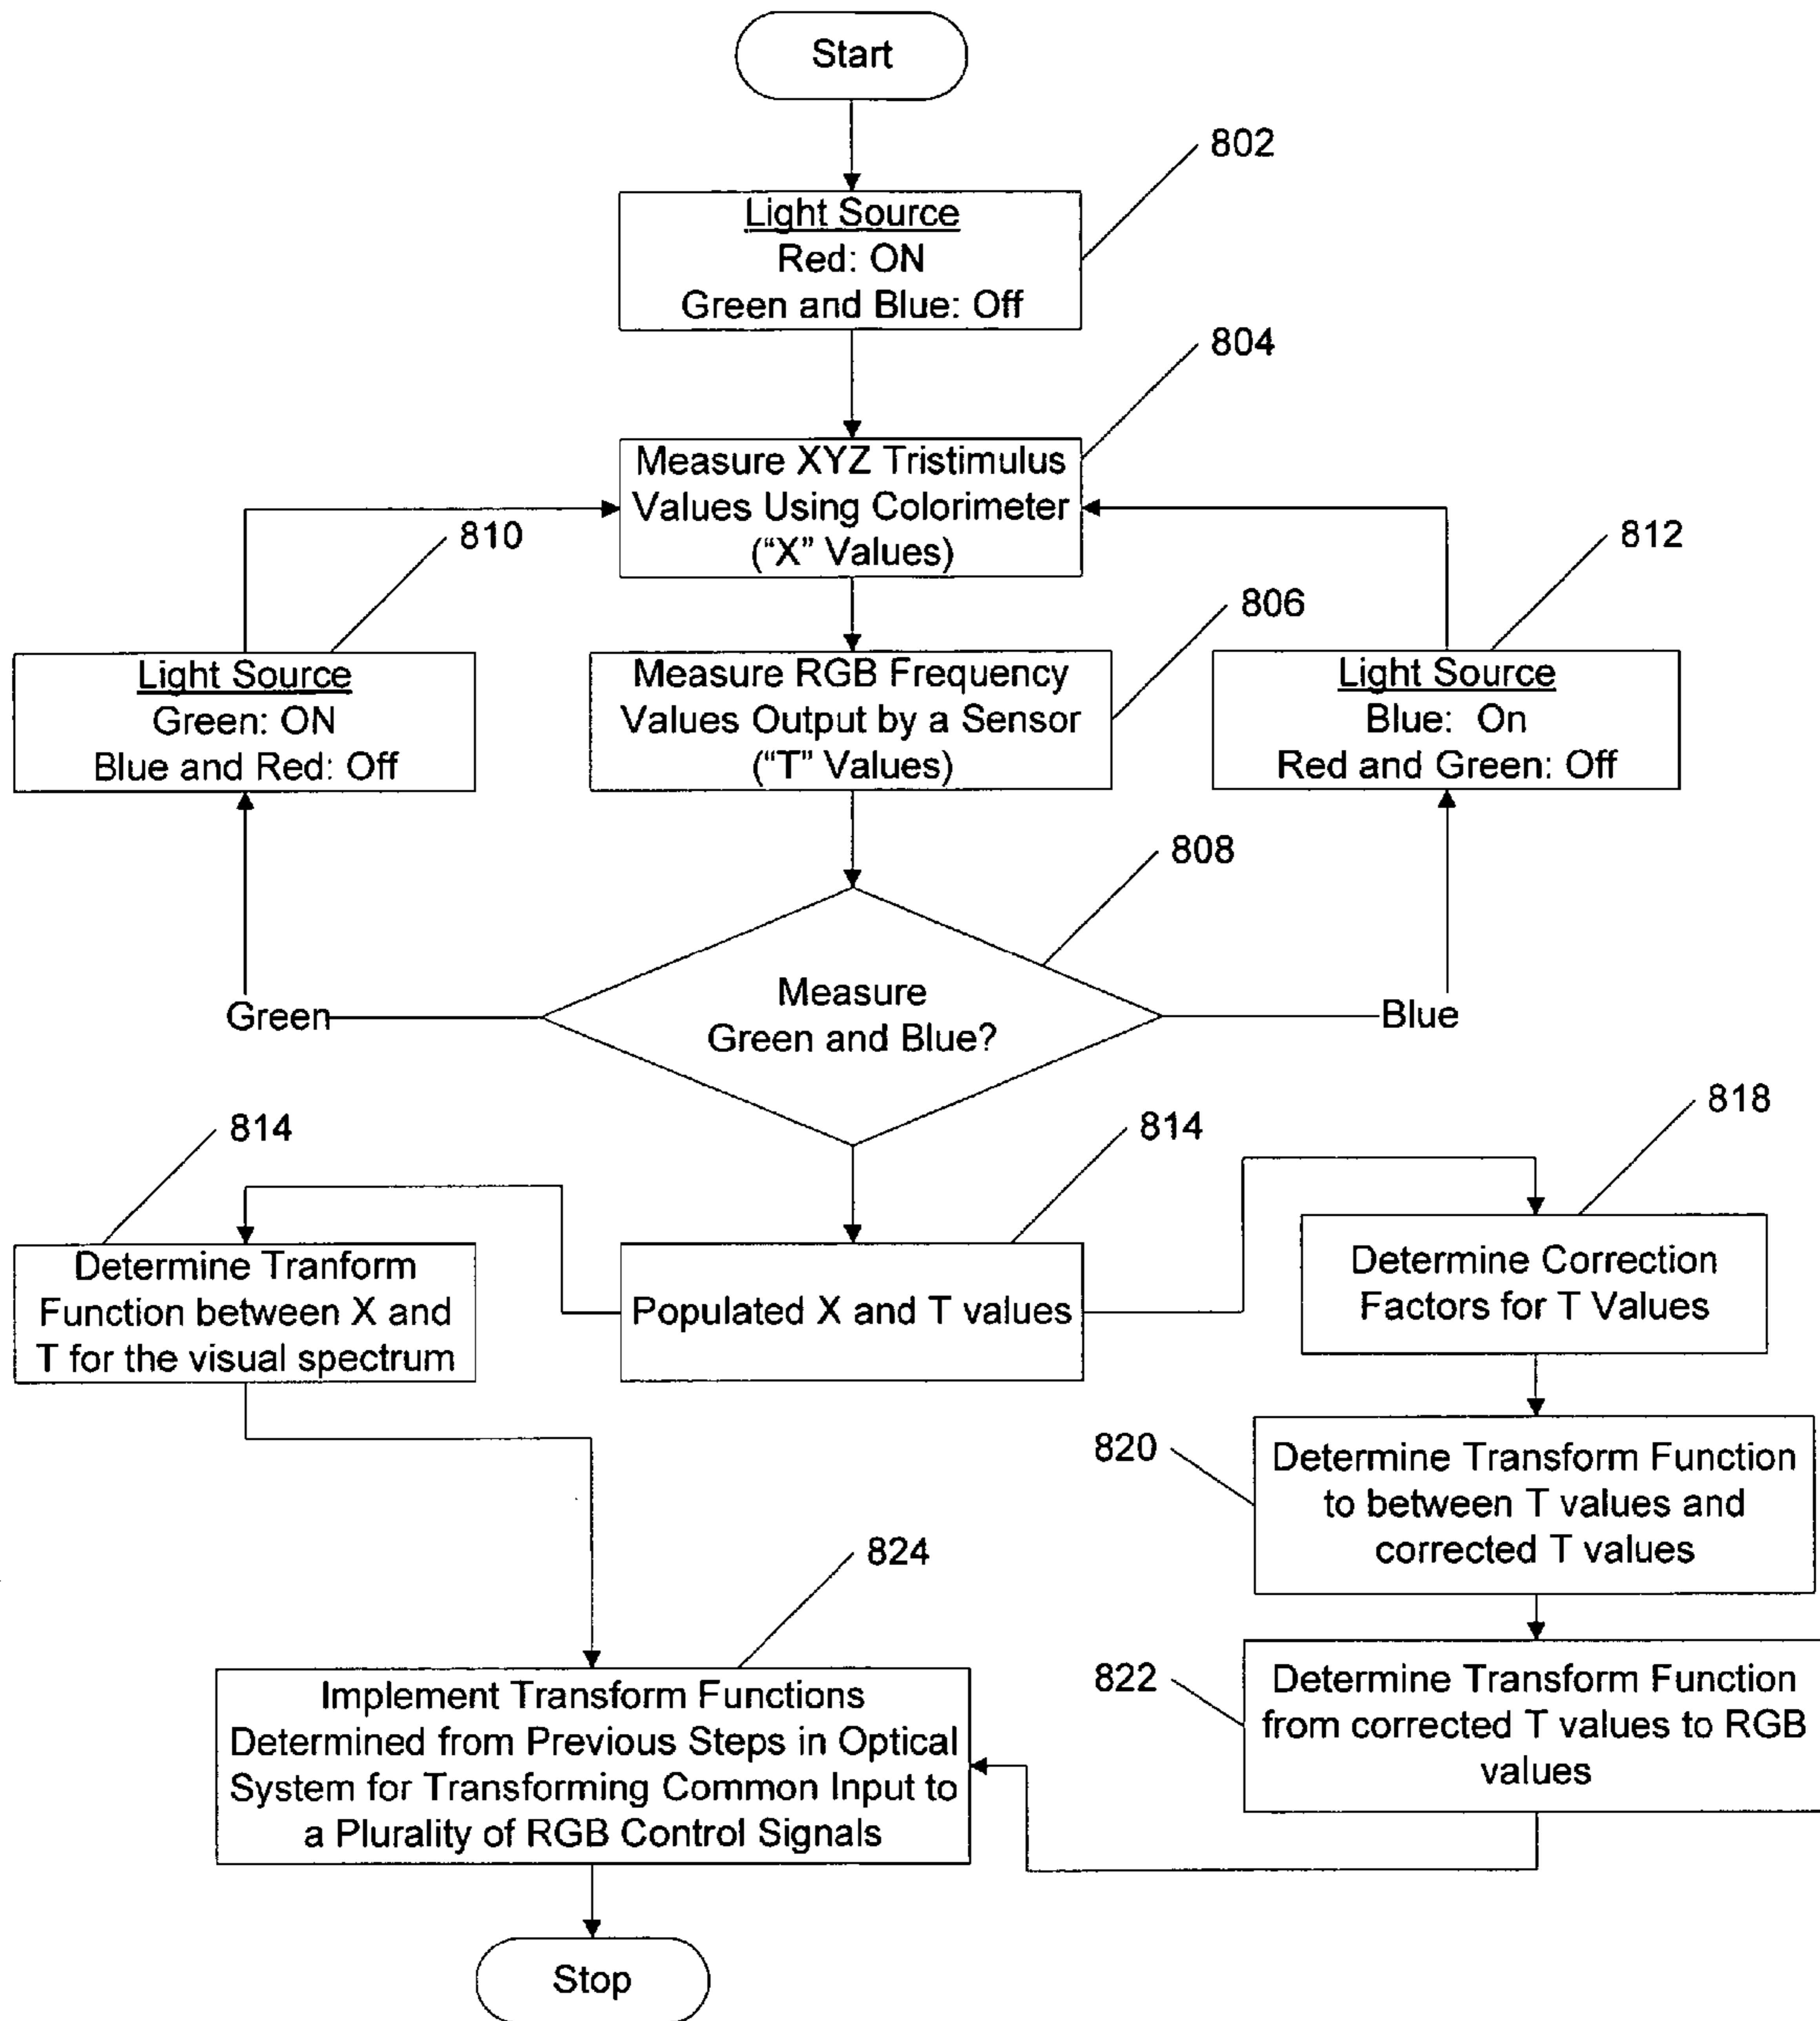 Start
802
Light Source
Red: ON
Green and Blue: Off
804
Measure XYZ Tristimulus
Values Using Colorimeter
("X" Values)
810
812
806
Light Source
Green: ON
Blue and Red: Off
Measure RGB Frequency
Values Output by a Sensor
("T" Values)
Light Source
Blue: On
Red and Green: Off
808
Measure
Green and Blue?
Green
Blue
814
814
818
Determine Tranform
Function between X and
T for the visual spectrum
Populated X and T values
Determine Correction
Factors for T Values
820
Determine Transform Function
to between T values and
corrected T values
824
822
Determine Transform Function
from corrected T values to RGB
values
Implement Transform Functions
Determined from Previous Steps in Optical
System for Transforming Common Input to
a Plurality of RGB Control Signals
Stop